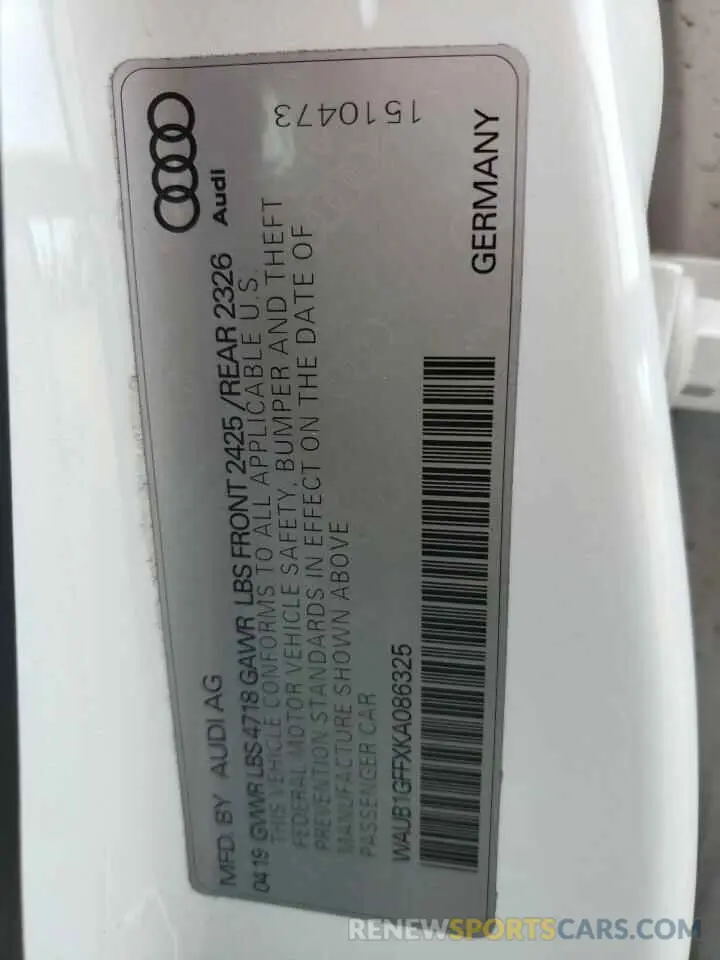 MFD. BY AUDI AG
04 19 GVWR LBS 4718 GAWR LBS FRONT 2425 /REAR 2326
THIS VEHICLE CONFORMS TO ALL APPLICABLE U.S.
FEDERAL MOTOR VEHICLE SAFETY, BUMPER AND THEFT
PREVENTION STANDARDS IN EFFECT ON THE DATE OF
MANUFACTURE SHOWN ABOVE
PASSENGER CAR
WAUB1GFFXKA086325
Audi
1510473
GERMANY
RENEWSPORTSCARS.COM